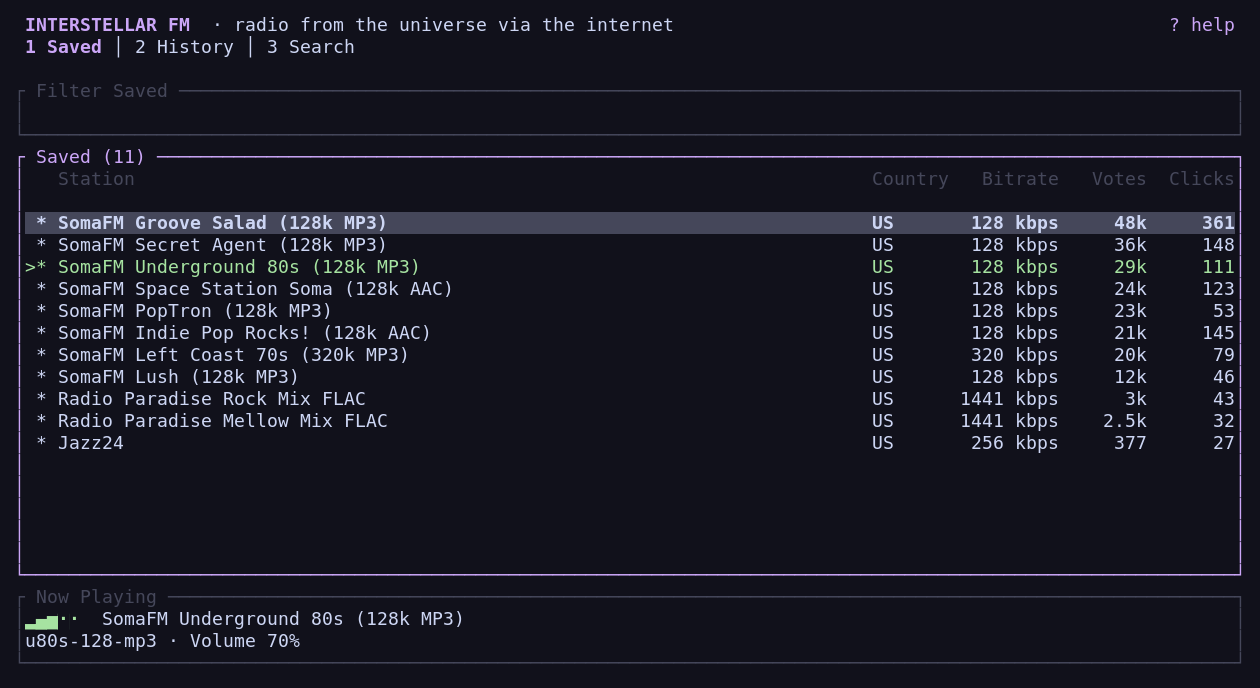 INTERSTELLAR FM · radio from the universe via the internet ? help
1 Saved │ 2 History │ 3 Search
Filter Saved
Saved (11)
Station Country Bitrate Votes Clicks
* SomaFM Groove Salad (128k MP3) US 128 kbps 48k 361
* SomaFM Secret Agent (128k MP3) US 128 kbps 36k 148
>* SomaFM Underground 80s (128k MP3) US 128 kbps 29k 111
* SomaFM Space Station Soma (128k AAC) US 128 kbps 24k 123
* SomaFM PopTron (128k MP3) US 128 kbps 23k 53
* SomaFM Indie Pop Rocks! (128k AAC) US 128 kbps 21k 145
* SomaFM Left Coast 70s (320k MP3) US 320 kbps 20k 79
* SomaFM Lush (128k MP3) US 128 kbps 12k 46
* Radio Paradise Rock Mix FLAC US 1441 kbps 3k 43
* Radio Paradise Mellow Mix FLAC US 1441 kbps 2.5k 32
* Jazz24 US 256 kbps 377 27
Now Playing
▂▄▅·· SomaFM Underground 80s (128k MP3)
u80s-128-mp3 · Volume 70%